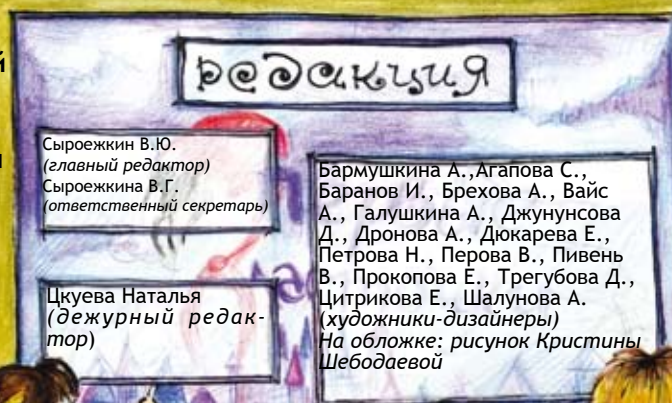 й
редакция
Сыроежкин В.Ю.
(главный редактор)
Сыроежкина В.Г.
(ответственный секретарь)
Цкуева Наталья
(дежурный редак-
тор)
Бармушкина А.,Агапова С.,
Баранов И., Брехова А., Вайс
А., Галушкина А., Джунунсова
Д., Дронова А., Дюкарева Е.,
Петрова Н., Перова В., Пивень
В., Прокопова Е., Трегубова Д.,
Цитрикова Е., Шалунова А.
(художники-дизайнеры)
На обложке: рисунок Кристины
Шебодаевой